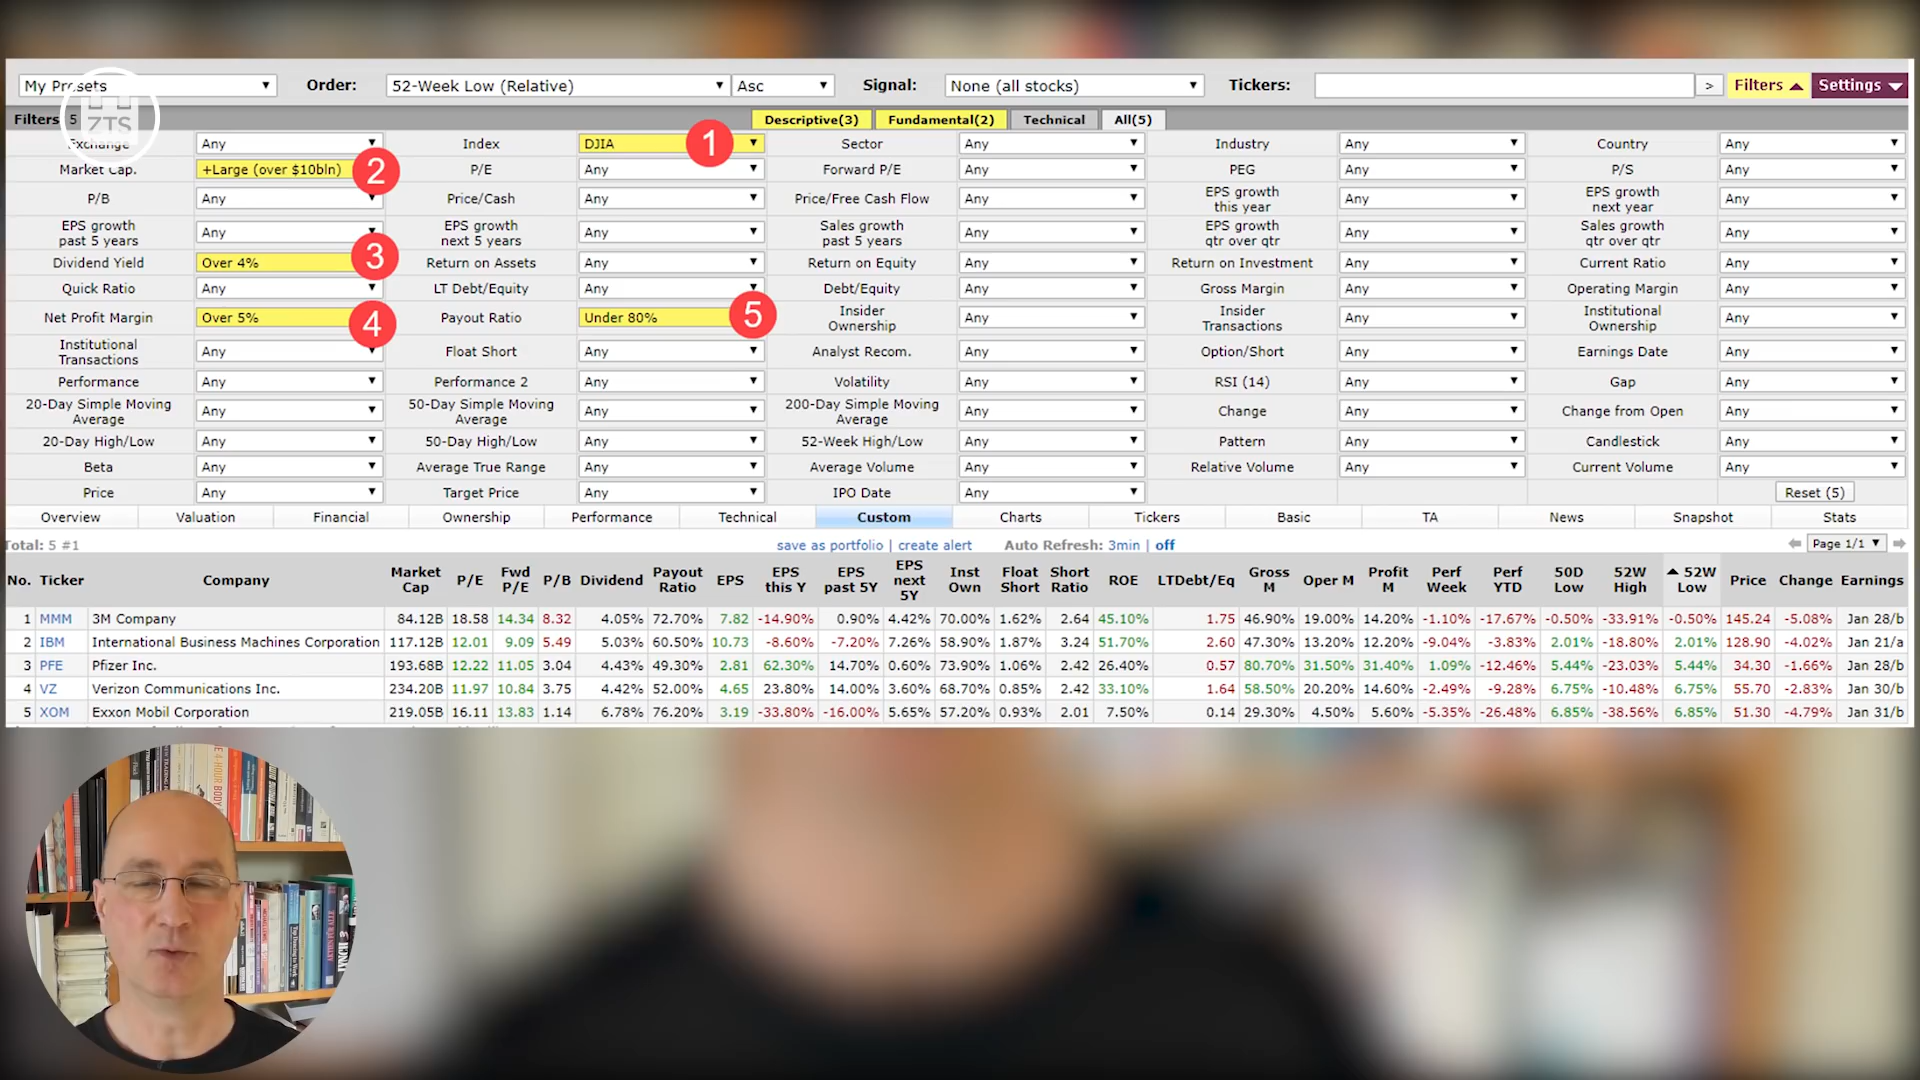 My Presets Order: 52-Week Low (Relative) Asc Signal: None (all stocks) Tickers: > Filters Settings
ZTS
Filters 5 Descriptive(3) Fundamental(2) Technical All(5)
Exchange Any Index DJIA 1 Sector Any Industry Any Country Any
Market Cap. +Large (over $10bln) 2 P/E Any Forward P/E Any PEG Any P/S Any
P/B Any Price/Cash Any Price/Free Cash Flow Any EPS growth this year Any EPS growth next year Any
EPS growth past 5 years Any EPS growth next 5 years Any Sales growth past 5 years Any EPS growth qtr over qtr Any Sales growth qtr over qtr Any
Dividend Yield Over 4% 3 Return on Assets Any Return on Equity Any Return on Investment Any Current Ratio Any
Quick Ratio Any LT Debt/Equity Any Debt/Equity Any Gross Margin Any Operating Margin Any
Net Profit Margin Over 5% 4 Payout Ratio Under 80% 5 Insider Ownership Any Insider Transactions Any Institutional Ownership Any
Institutional Transactions Any Float Short Any Analyst Recom. Any Option/Short Any Earnings Date Any
Performance Any Performance 2 Any Volatility Any RSI (14) Any Gap Any
20-Day Simple Moving Average Any 50-Day Simple Moving Average Any 200-Day Simple Moving Average Any Change Any Change from Open Any
20-Day High/Low Any 50-Day High/Low Any 52-Week High/Low Any Pattern Any Candlestick Any
Beta Any Average True Range Any Average Volume Any Relative Volume Any Current Volume Any
Price Any Target Price Any IPO Date Any Reset (5)
Overview Valuation Financial Ownership Performance Technical Custom Charts Tickers Basic TA News Snapshot Stats
Total: 5 #1 save as portfolio | create alert Auto Refresh: 3min | off Page 1/1
No. Ticker Company Market Cap P/E Fwd P/E P/B Dividend Payout Ratio EPS EPS this Y EPS past 5Y EPS next 5Y Inst Own Float Short Short Ratio ROE LTDebt/Eq Gross M Oper M Profit M Perf Week Perf YTD 50D Low 52W High 52W Low Price Change Earnings
1 MMM 3M Company 84.12B 18.58 14.34 8.32 4.05% 72.70% 7.82 -14.90% 0.90% 4.42% 70.00% 1.62% 2.64 45.10% 1.75 46.90% 19.00% 14.20% -1.10% -17.67% -0.50% -33.91% -0.50% 145.24 -5.08% Jan 28/b
2 IBM International Business Machines Corporation 117.12B 12.01 9.09 5.49 5.03% 60.50% 10.73 -8.60% -7.20% 7.26% 58.90% 1.87% 3.24 51.70% 2.60 47.30% 13.20% 12.20% -9.04% -3.83% 2.01% -18.80% 2.01% 128.90 -4.02% Jan 21/a
3 PFE Pfizer Inc. 193.68B 12.22 11.05 3.04 4.43% 49.30% 2.81 62.30% 14.70% 0.60% 73.90% 1.06% 2.42 26.40% 0.57 80.70% 31.50% 31.40% 1.09% -12.46% 5.44% -23.03% 5.44% 34.30 -1.66% Jan 28/b
4 VZ Verizon Communications Inc. 234.20B 11.97 10.84 3.75 4.42% 52.00% 4.65 23.80% 14.00% 3.60% 68.70% 0.85% 2.42 33.10% 1.64 58.50% 20.20% 14.60% -2.49% -9.28% 6.75% -10.48% 6.75% 55.70 -2.83% Jan 30/b
5 XOM Exxon Mobil Corporation 219.05B 16.11 13.83 1.14 6.78% 76.20% 3.19 -33.80% -16.00% 5.65% 57.20% 0.93% 2.01 7.50% 0.14 29.30% 4.50% 5.60% -5.35% -26.48% 6.85% -38.56% 6.85% 51.30 -4.79% Jan 31/b